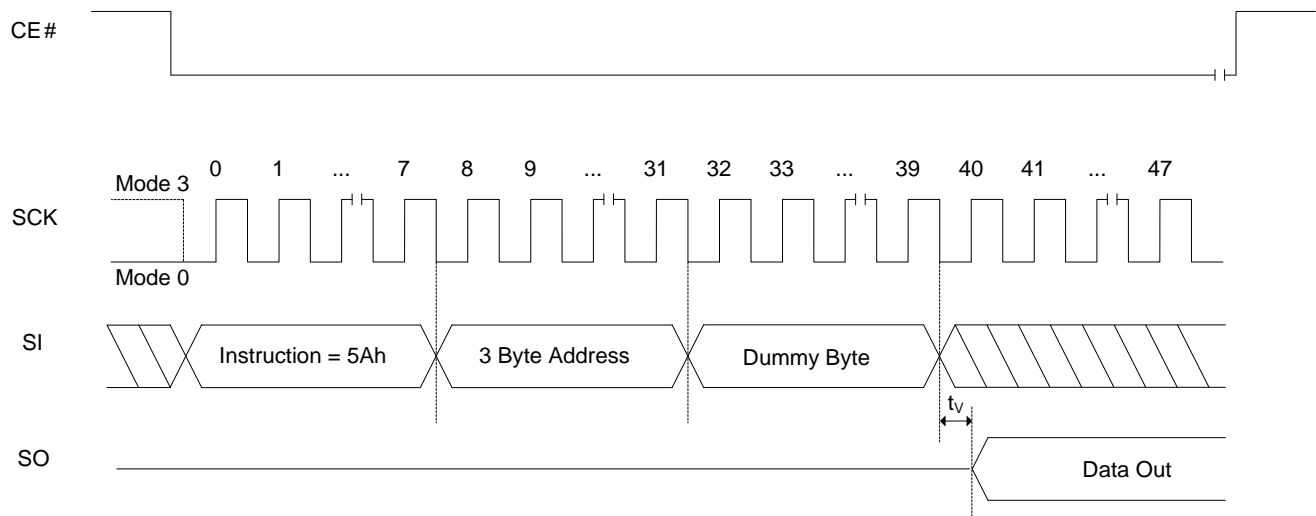 CE#
0 1 ... 7 8 9 ... 31 32 33 ... 39 40 41 ... 47
Mode 3
SCK
Mode 0
SI
Instruction = 5Ah
3 Byte Address
Dummy Byte
tV
SO
Data Out